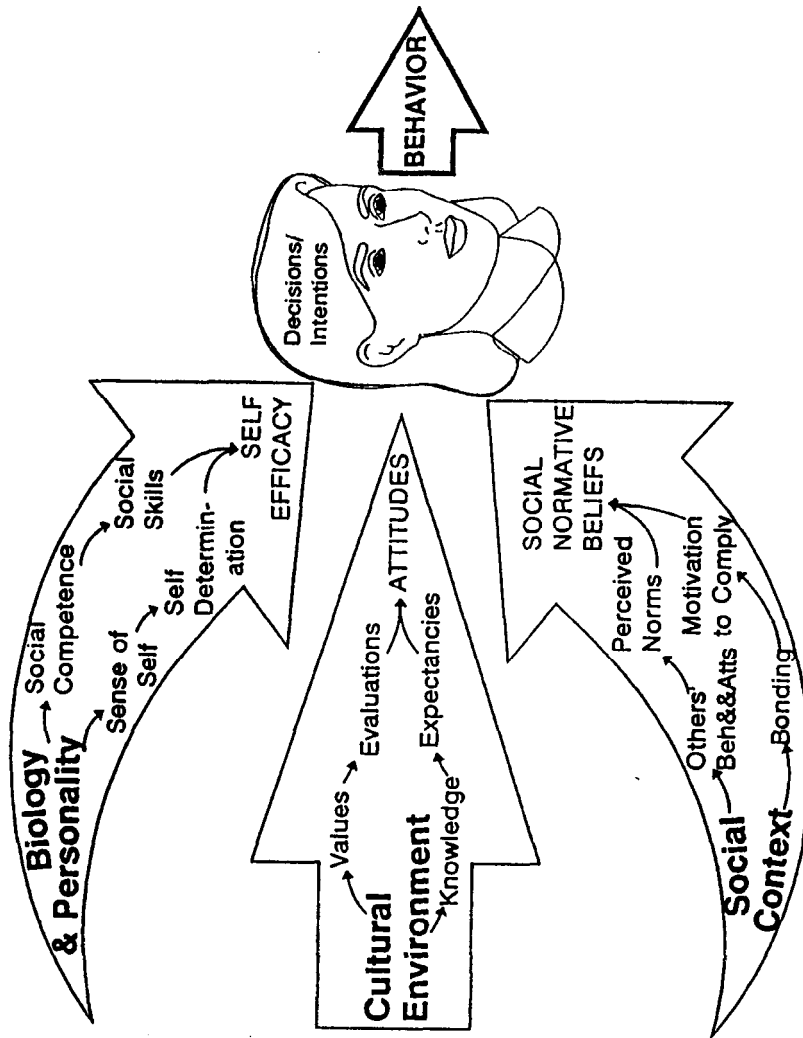 Biology
& Personality
Social
Competence
Social
Skills
Sense of
Self
Self
Determin-
ation
SELF
EFFICACY
Cultural
Environment
Values
Evaluations
Knowledge
Expectancies
ATTITUDES
Social
Context
Others'
Beh&&Atts
Perceived
Norms
Bonding
Motivation
to Comply
SOCIAL
NORMATIVE
BELIEFS
Decisions/
Intentions
BEHAVIOR